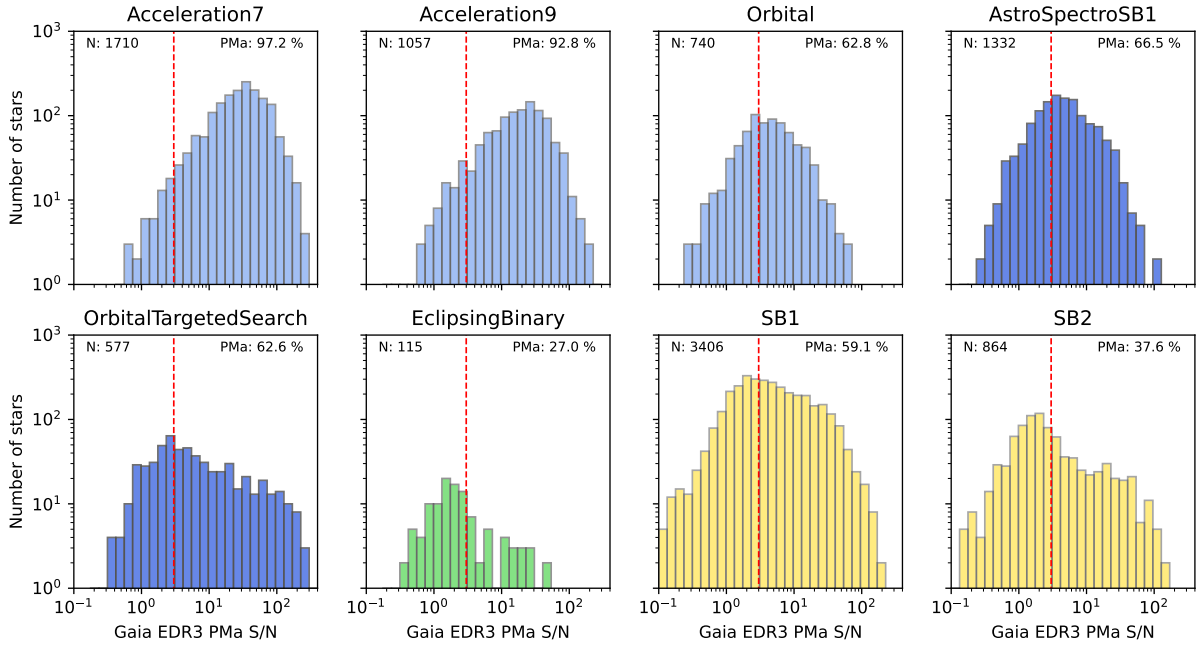 Acceleration7
Acceleration9
Orbital
AstroSpectroSB1
N: 1710 PMa: 97.2 %
N: 1057 PMa: 92.8 %
N: 740 PMa: 62.8 %
N: 1332 PMa: 66.5 %
Number of stars
10³
10²
10¹
10⁰
OrbitalTargetedSearch
EclipsingBinary
SB1
SB2
N: 577 PMa: 62.6 %
N: 115 PMa: 27.0 %
N: 3406 PMa: 59.1 %
N: 864 PMa: 37.6 %
Number of stars
10³
10²
10¹
10⁰
10⁻¹ 10⁰ 10¹ 10²
10⁻¹ 10⁰ 10¹ 10²
10⁻¹ 10⁰ 10¹ 10²
10⁻¹ 10⁰ 10¹ 10²
Gaia EDR3 PMa S/N
Gaia EDR3 PMa S/N
Gaia EDR3 PMa S/N
Gaia EDR3 PMa S/N